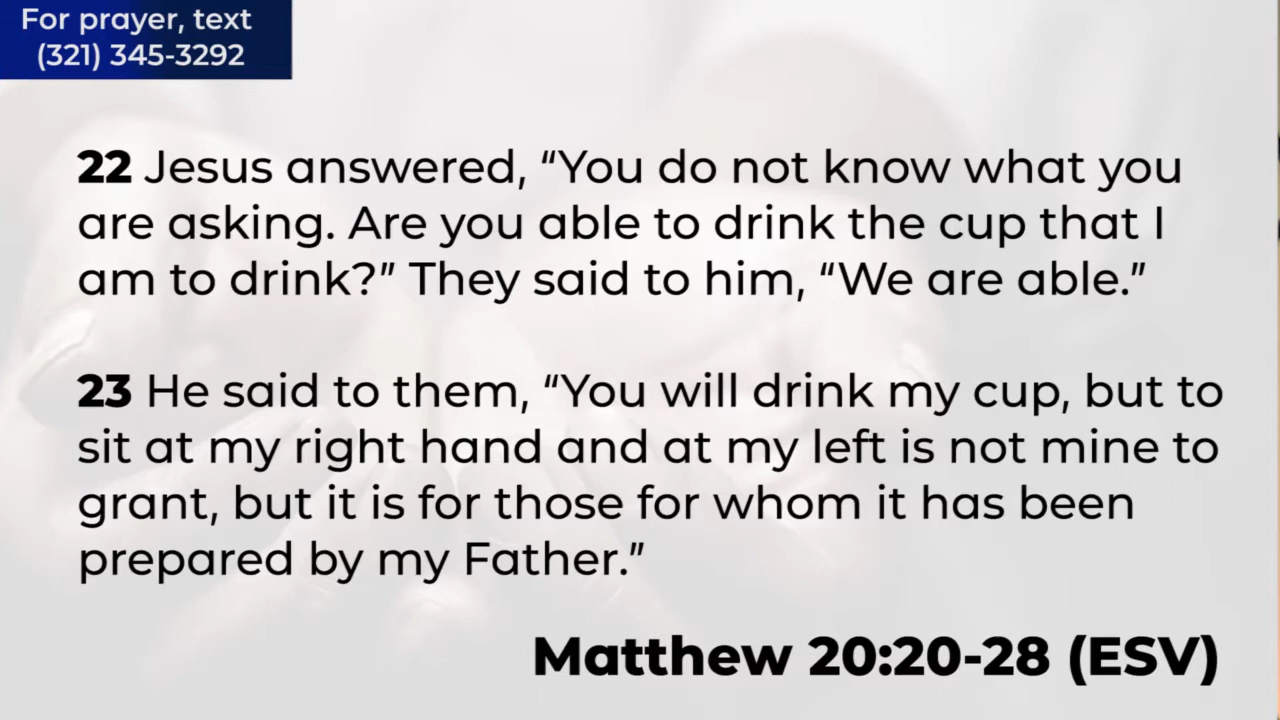 For prayer, text
(321) 345-3292
22 Jesus answered, “You do not know what you
are asking. Are you able to drink the cup that I
am to drink?” They said to him, “We are able.”
23 He said to them, “You will drink my cup, but to
sit at my right hand and at my left is not mine to
grant, but it is for those for whom it has been
prepared by my Father.”
Matthew 20:20-28 (ESV)